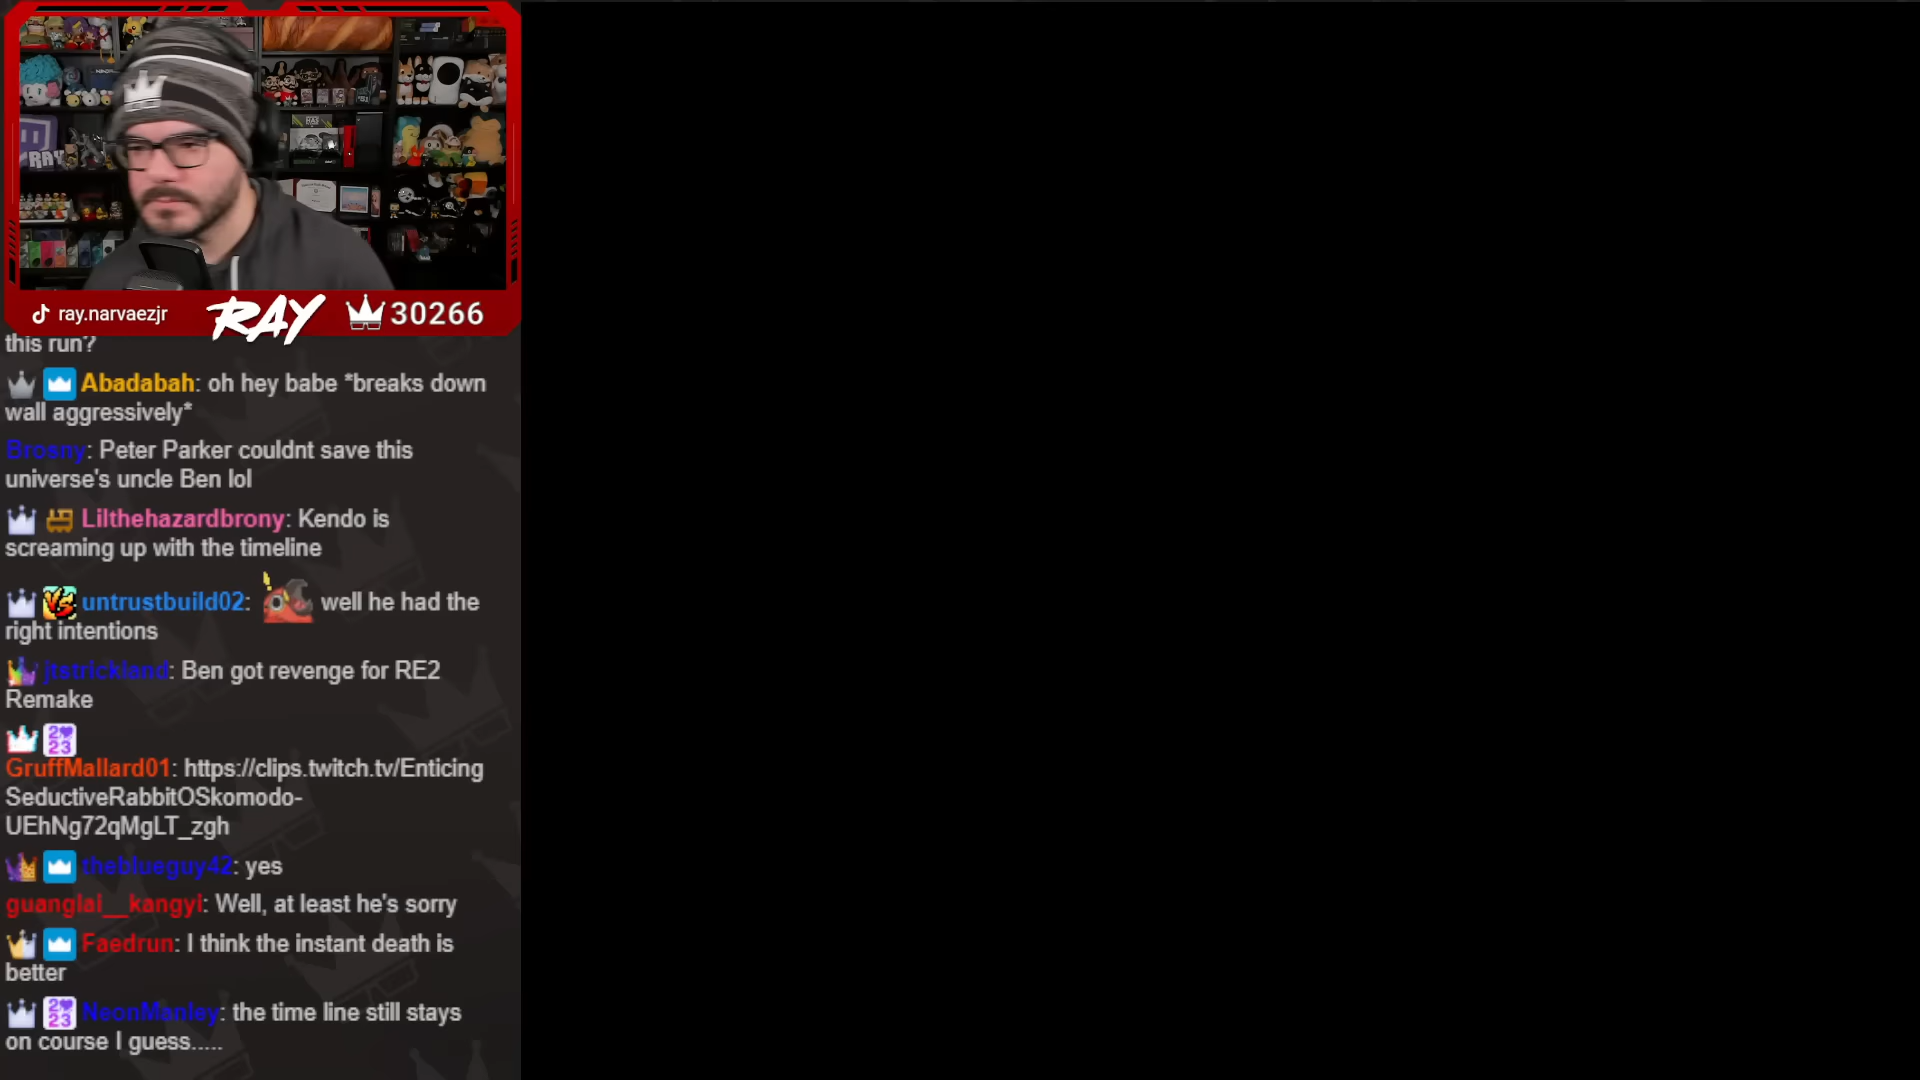 ray.narvaezjr RAY 30266
this run?
Abadabah: oh hey babe *breaks down
wall aggressively*
Brosny: Peter Parker couldnt save this
universe's uncle Ben lol
Lilthehazardbrony: Kendo is
screaming up with the timeline
untrustbuild02: well he had the
right intentions
jtstrickland: Ben got revenge for RE2
Remake
GruffMallard01: https://clips.twitch.tv/Enticing
SeductiveRabbitOSkomodo-
UEhNg72qMgLT_zgh
theblueguy42: yes
guanglai__kangyi: Well, at least he's sorry
Faedrun: I think the instant death is
better
NeonManley: the time line still stays
on course I guess.....